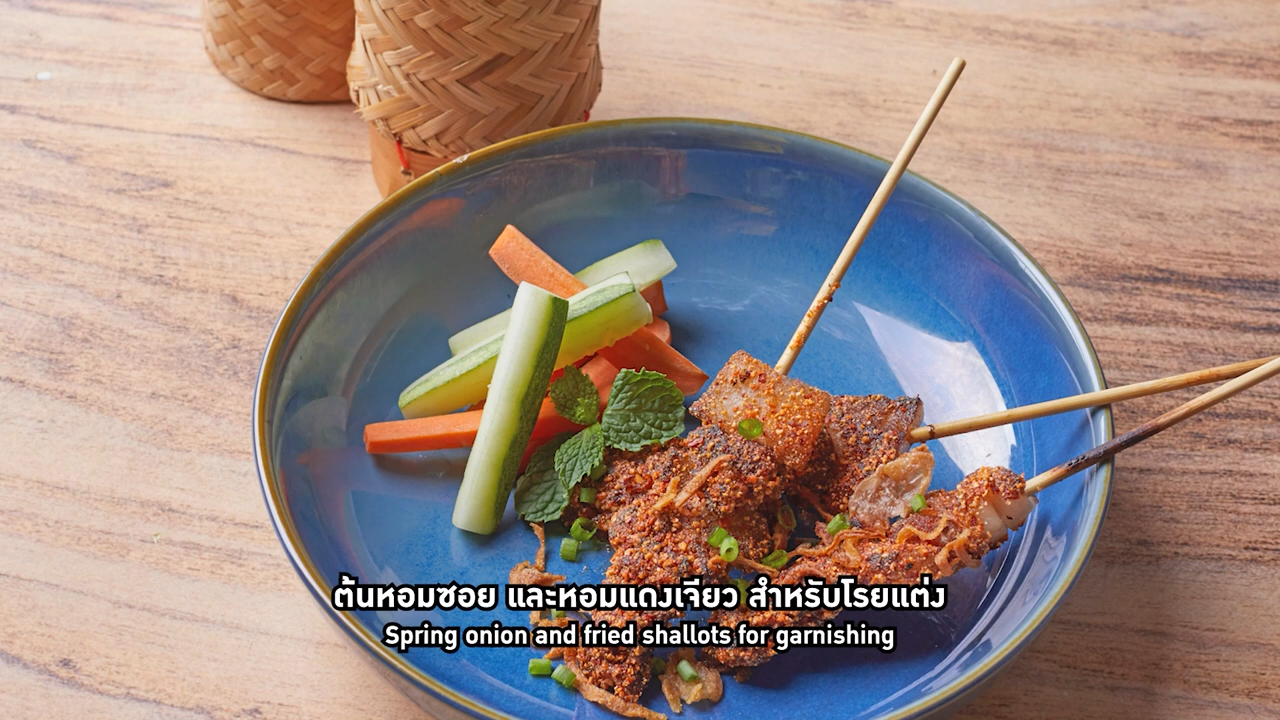 ต้นหอมซอย และหอมแดงเจียว สำหรับโรยแต่ง
Spring onion and fried shallots for garnishing